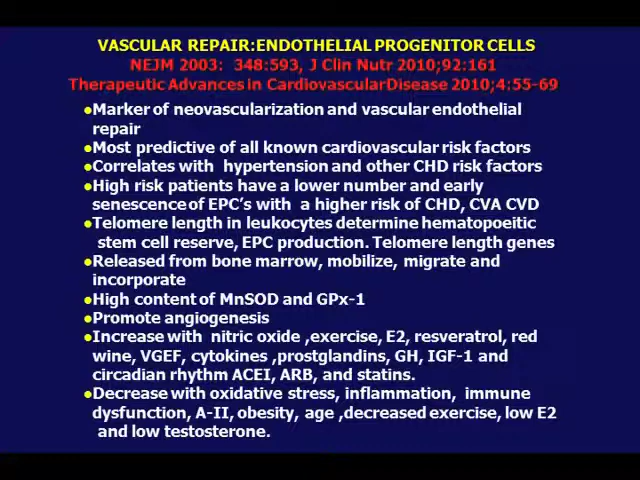 VASCULAR REPAIR:ENDOTHELIAL PROGENITOR CELLS
NEJM 2003: 348:593, J Clin Nutr 2010;92:161
Therapeutic Advances in CardiovascularDisease 2010;4:55-69
●Marker of neovascularization and vascular endothelial
repair
●Most predictive of all known cardiovascular risk factors
●Correlates with hypertension and other CHD risk factors
●High risk patients have a lower number and early
senescence of EPC's with a higher risk of CHD, CVA CVD
●Telomere length in leukocytes determine hematopoeitic
stem cell reserve, EPC production. Telomere length genes
●Released from bone marrow, mobilize, migrate and
incorporate
●High content of MnSOD and GPx-1
●Promote angiogenesis
●Increase with nitric oxide ,exercise, E2, resveratrol, red
wine, VGEF, cytokines ,prostglandins, GH, IGF-1 and
circadian rhythm ACEI, ARB, and statins.
●Decrease with oxidative stress, inflammation, immune
dysfunction, A-II, obesity, age ,decreased exercise, low E2
and low testosterone.